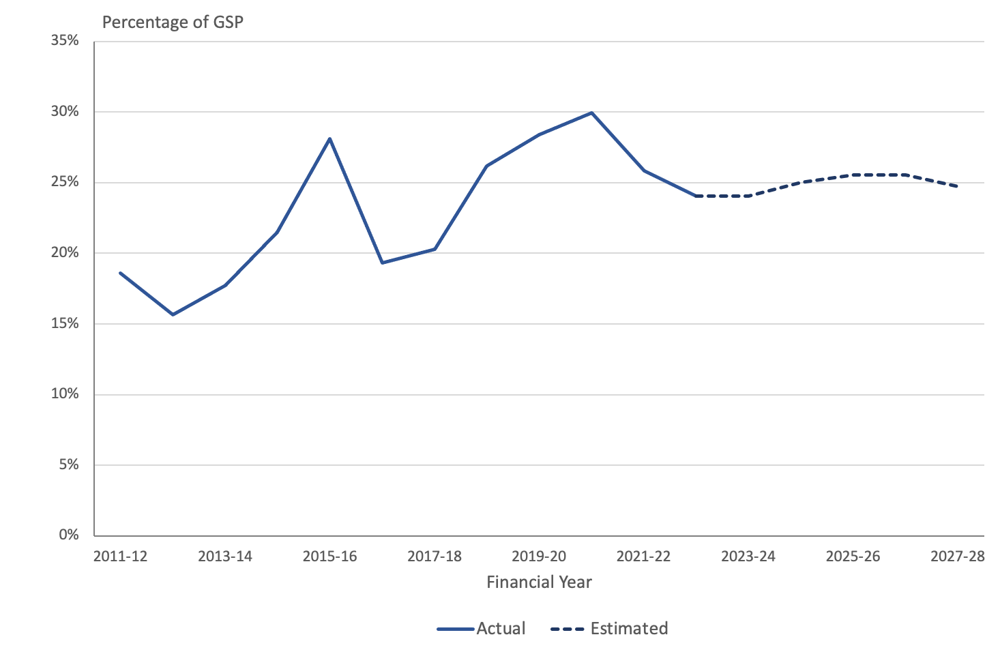 Percentage of GSP
35%
30%
25%
20%
15%
10%
5%
0%
2011-12 2013-14 2015-16 2017-18 2019-20 2021-22 2023-24 2025-26 2027-28
Financial Year
Actual Estimated